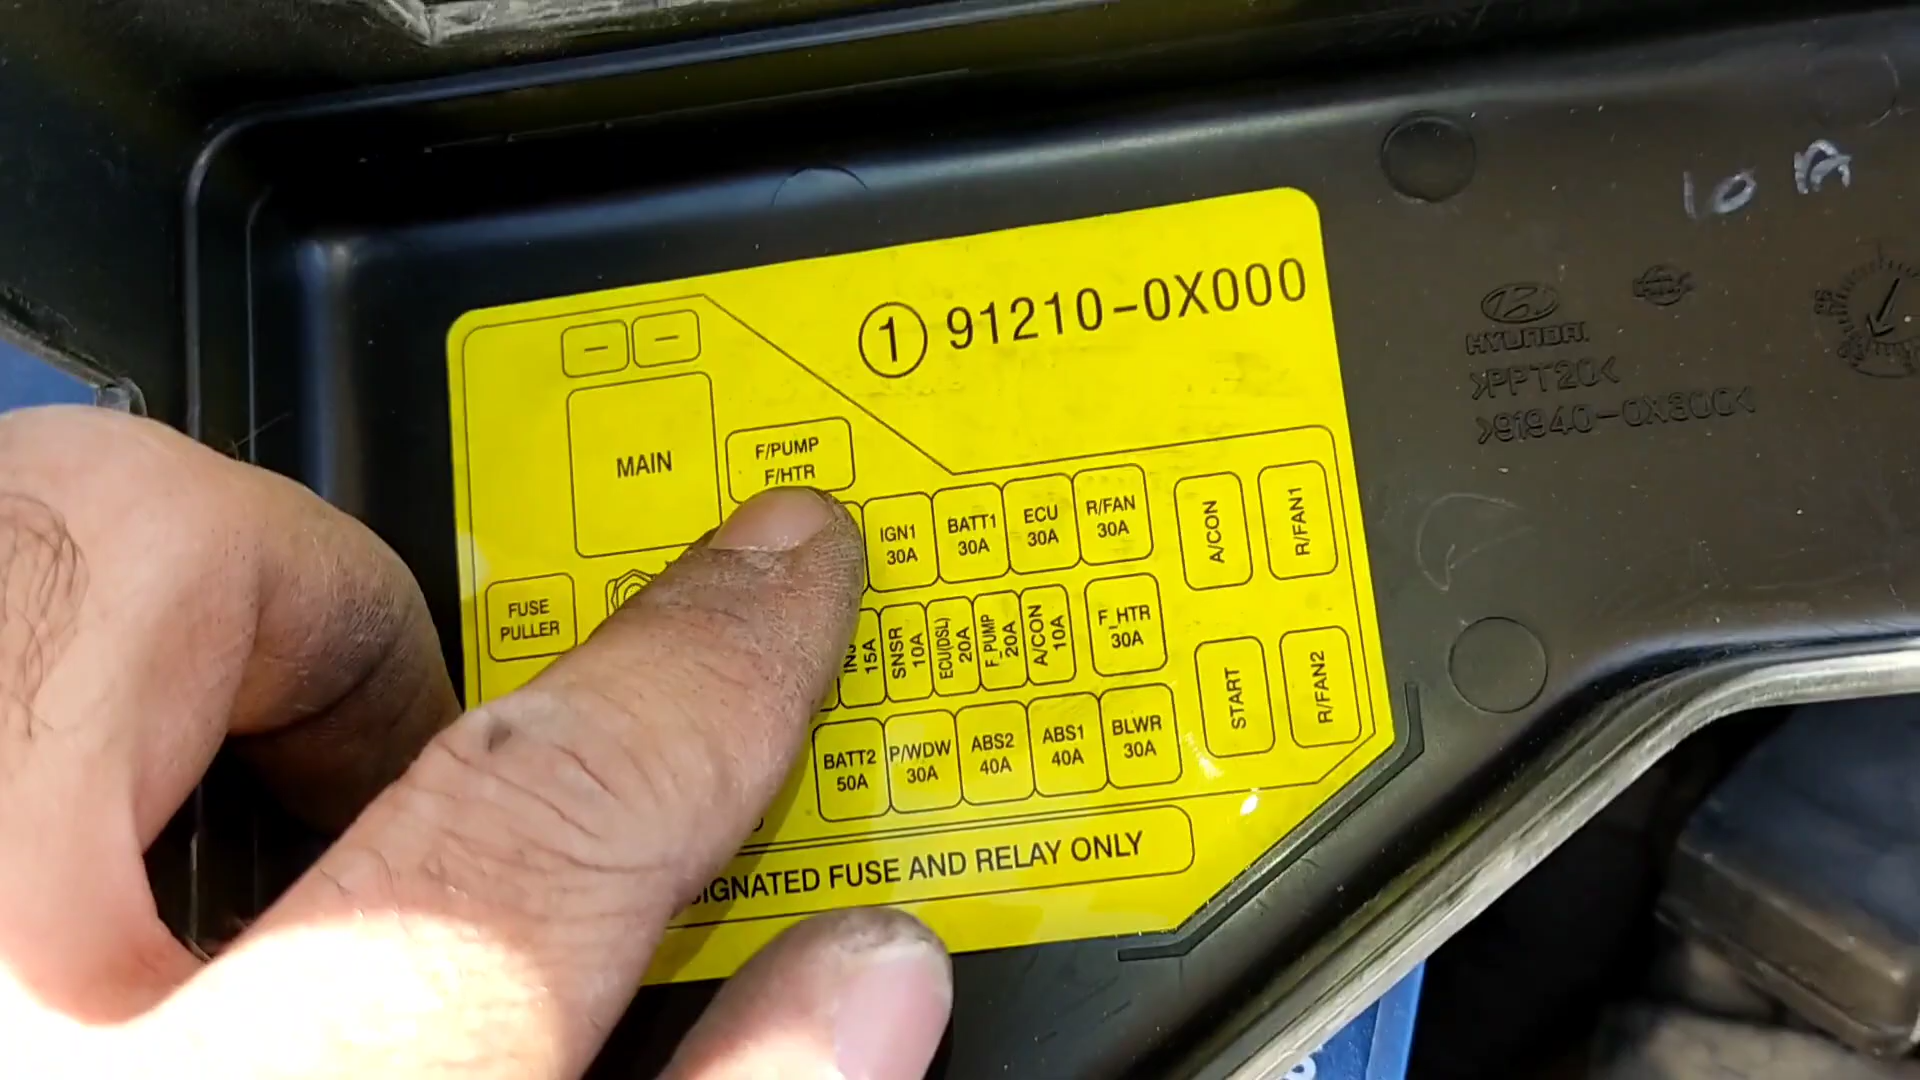 10 A
① 91210-0X000
HYUNDAI
>PPT20<
>91940-0X300<
–
–
MAIN
F/PUMP
F/HTR
IGN1
30A
BATT1
30A
ECU
30A
R/FAN
30A
A/CON
R/FAN1
FUSE
PULLER
INJ
15A
SNSR
10A
ECU(DSL)
20A
F_PUMP
20A
A/CON
10A
F_HTR
30A
START
R/FAN2
BATT2
50A
P/WDW
30A
ABS2
40A
ABS1
40A
BLWR
30A
FUSE AND RELAY ONLY